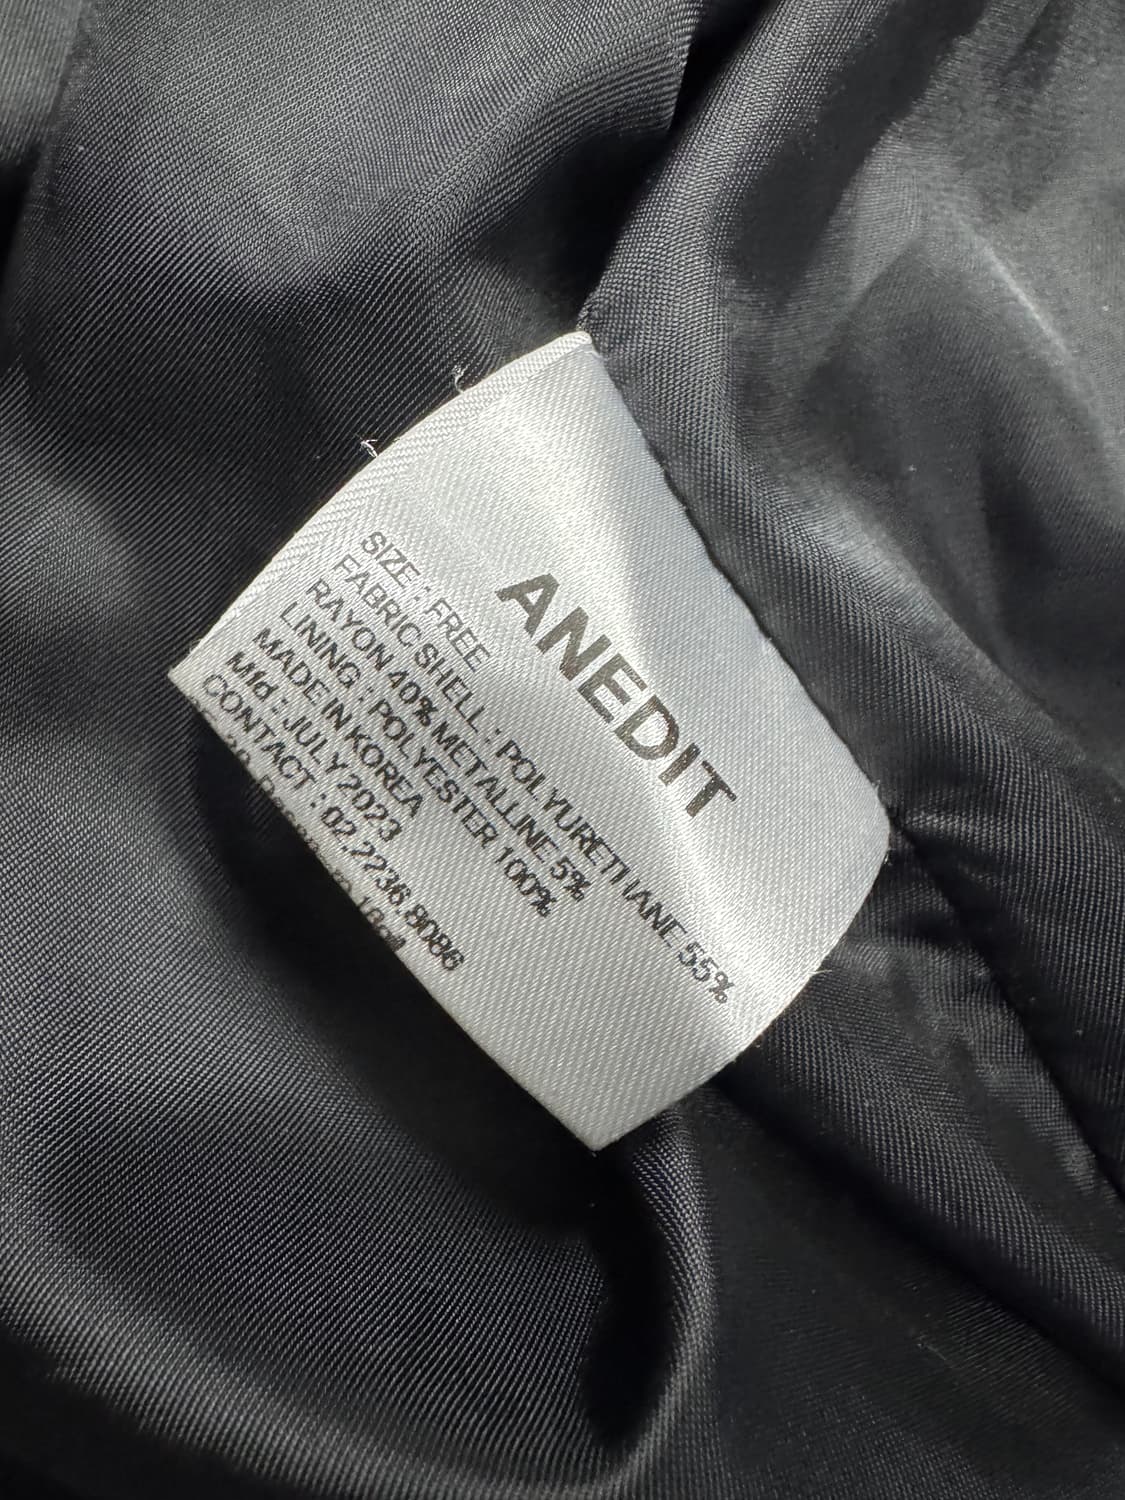 ANEDIT
SIZE : FREE
FABRIC SHELL : POLYURETHANE 55%
RAYON 40% METALLINE 5%
LINING : POLYESTER 100%
MADE IN KOREA
Mfd : JULY 2023
CONTACT : 02.2236.8086